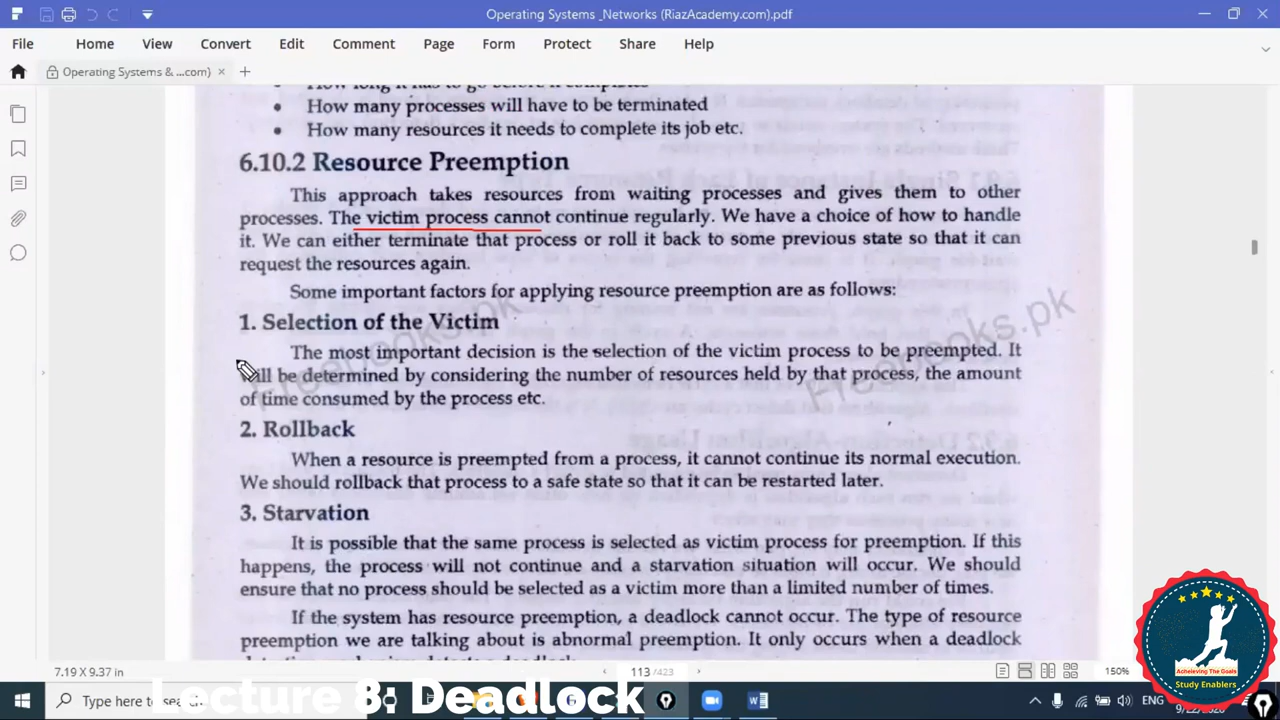 Operating Systems _Networks (RiazAcademy.com).pdf
File Home View Convert Edit Comment Page Form Protect Share Help
Operating Systems & ...com) × +
• How many processes will have to be terminated
• How many resources it needs to complete its job etc.
6.10.2 Resource Preemption
This approach takes resources from waiting processes and gives them to other
processes. The victim process cannot continue regularly. We have a choice of how to handle
it. We can either terminate that process or roll it back to some previous state so that it can
request the resources again.
Some important factors for applying resource preemption are as follows:
1. Selection of the Victim
The most important decision is the selection of the victim process to be preempted. It
will be determined by considering the number of resources held by that process, the amount
of time consumed by the process etc.
2. Rollback
When a resource is preempted from a process, it cannot continue its normal execution.
We should rollback that process to a safe state so that it can be restarted later.
3. Starvation
It is possible that the same process is selected as victim process for preemption. If this
happens, the process will not continue and a starvation situation will occur. We should
ensure that no process should be selected as a victim more than a limited number of times.
If the system has resource preemption, a deadlock cannot occur. The type of resource
preemption we are talking about is abnormal preemption. It only occurs when a deadlock
Freebooks.pk
Freebooks.pk
7.19 X 9.37 in
113 /423
150%
Achieveing The Goals
Study Enablers
Type here to sea
ENG
Lecture 8: Deadlock